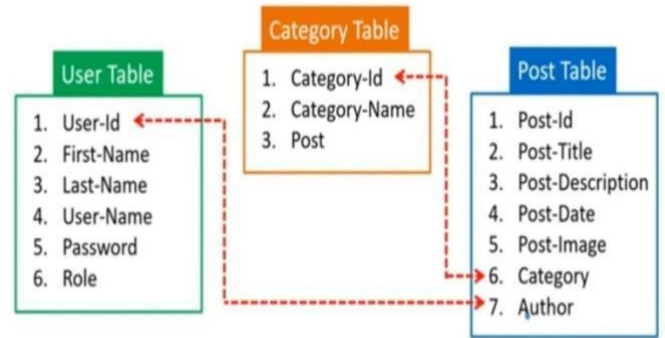 User Table
1. User-Id
2. First-Name
3. Last-Name
4. User-Name
5. Password
6. Role
Category Table
1. Category-Id
2. Category-Name
3. Post
Post Table
1. Post-Id
2. Post-Title
3. Post-Description
4. Post-Date
5. Post-Image
6. Category
7. Author